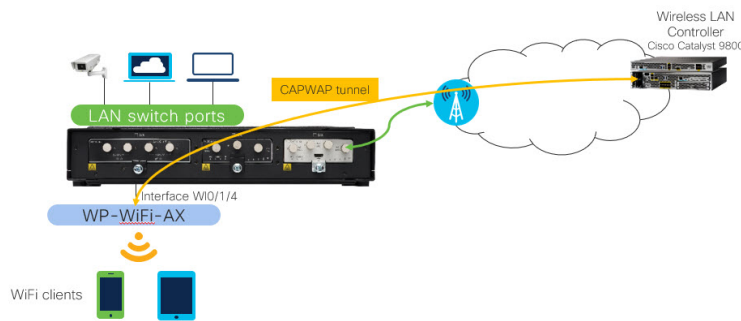 Wireless LAN
Controller
Cisco Catalyst 9800
CAPWAP tunnel
LAN switch ports
Interface WI0/1/4
WP-WiFi-AX
WiFi clients